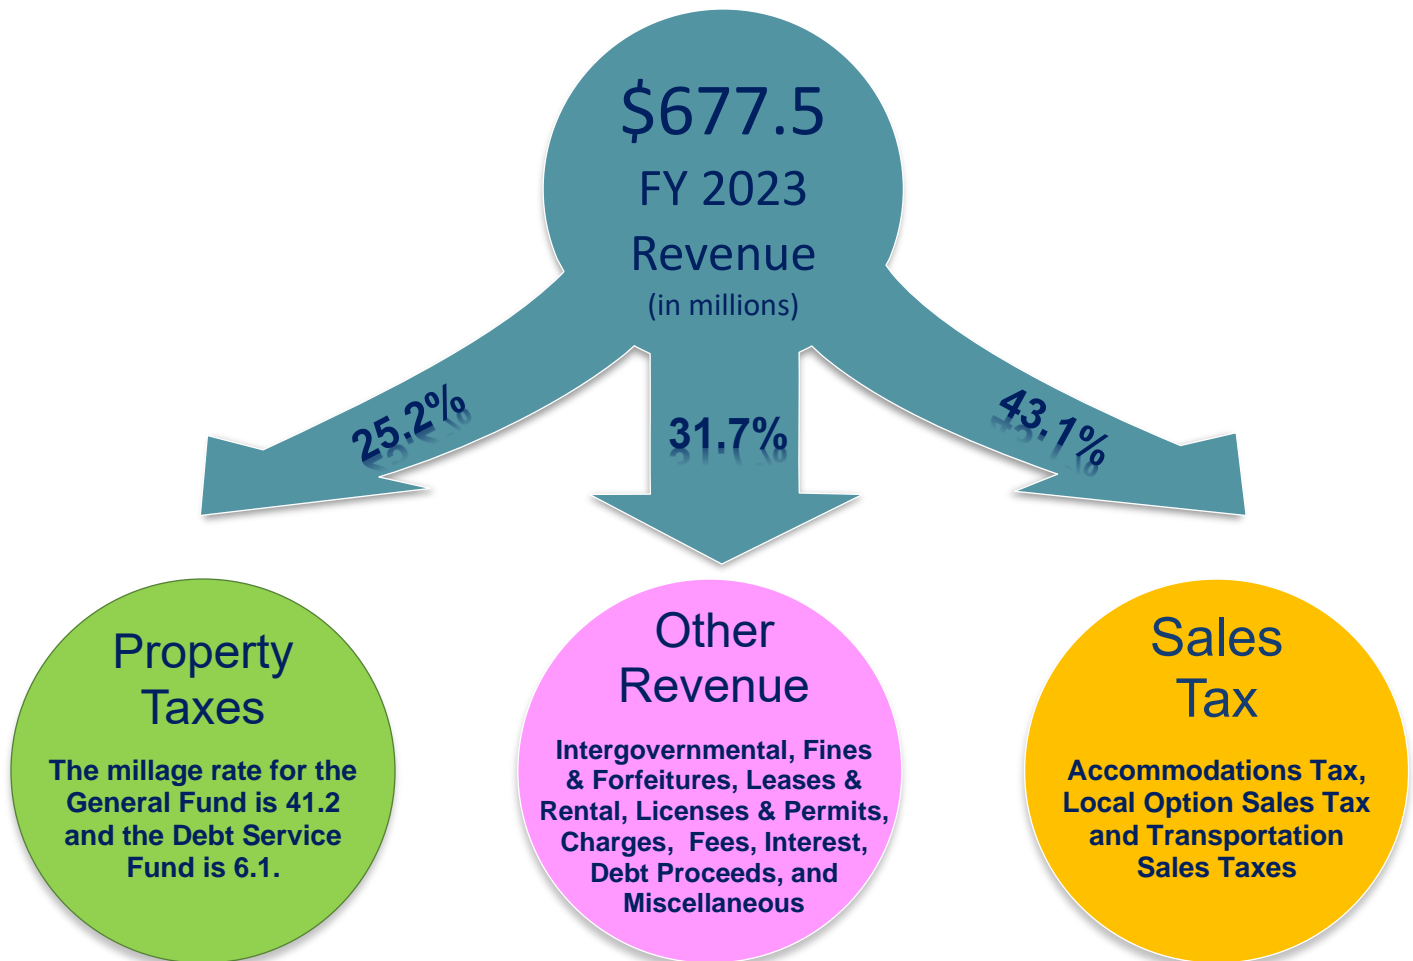 $677.5
FY 2023
Revenue
(in millions)
25.2%
31.7%
43.1%
Property
Taxes
The millage rate for the
General Fund is 41.2
and the Debt Service
Fund is 6.1.
Other
Revenue
Intergovernmental, Fines
& Forfeitures, Leases &
Rental, Licenses & Permits,
Charges, Fees, Interest,
Debt Proceeds, and
Miscellaneous
Sales
Tax
Accommodations Tax,
Local Option Sales Tax
and Transportation
Sales Taxes